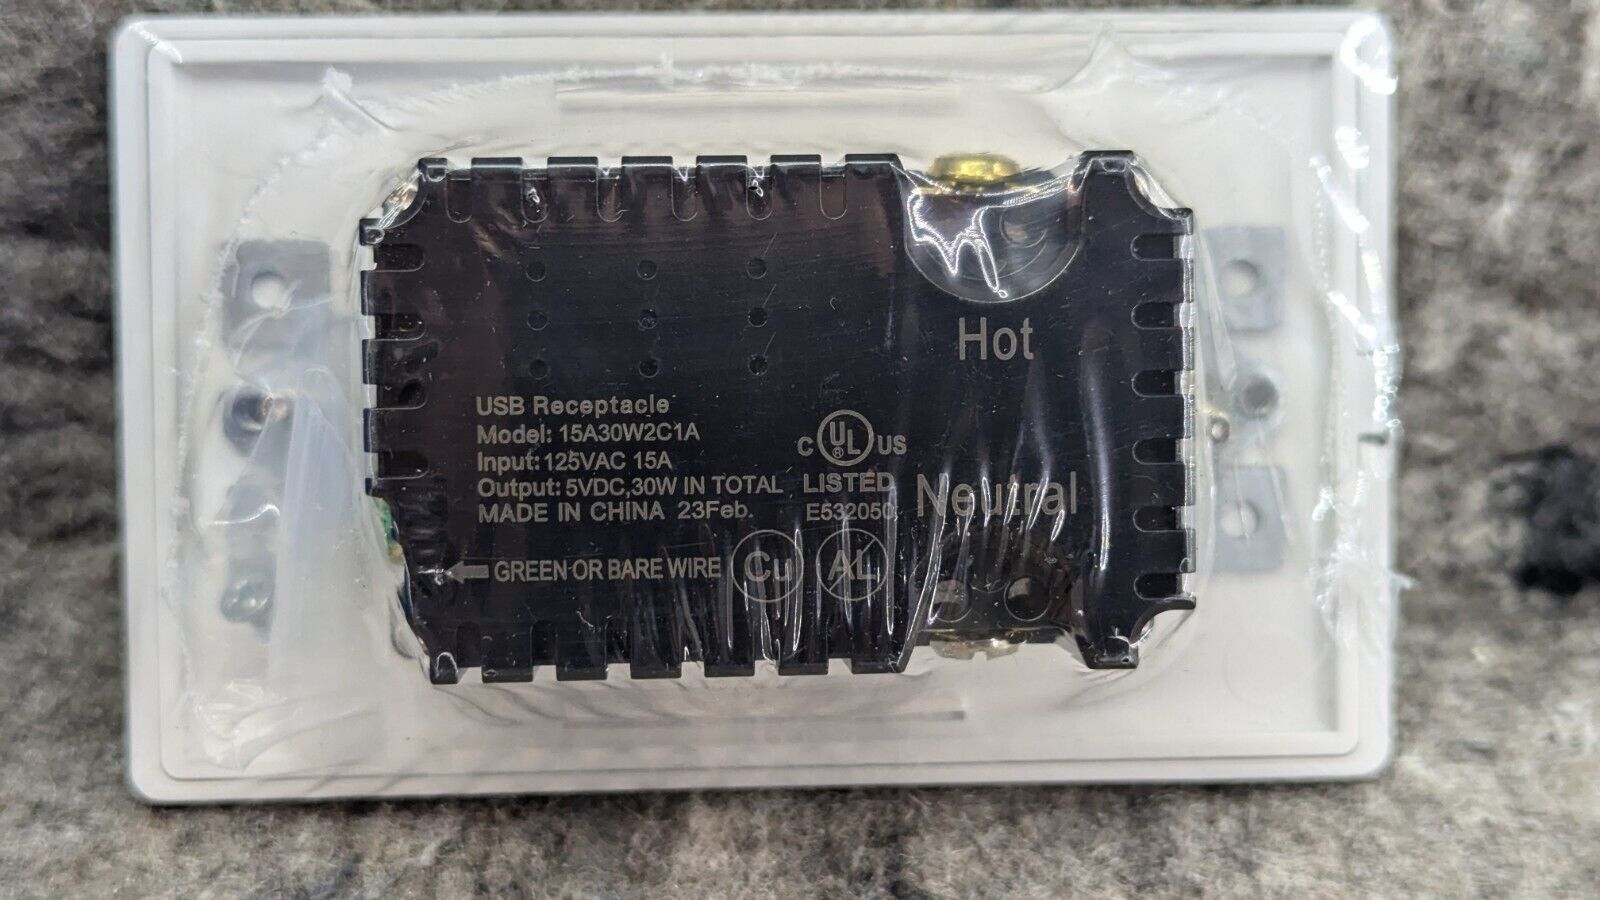 Hot
USB Receptacle
Model: 15A30W2C1A
Input: 125VAC 15A
Output: 5VDC,30W IN TOTAL
MADE IN CHINA 23Feb.
C UL ® US
LISTED
E532050
Neutral
GREEN OR BARE WIRE
Cu
AL